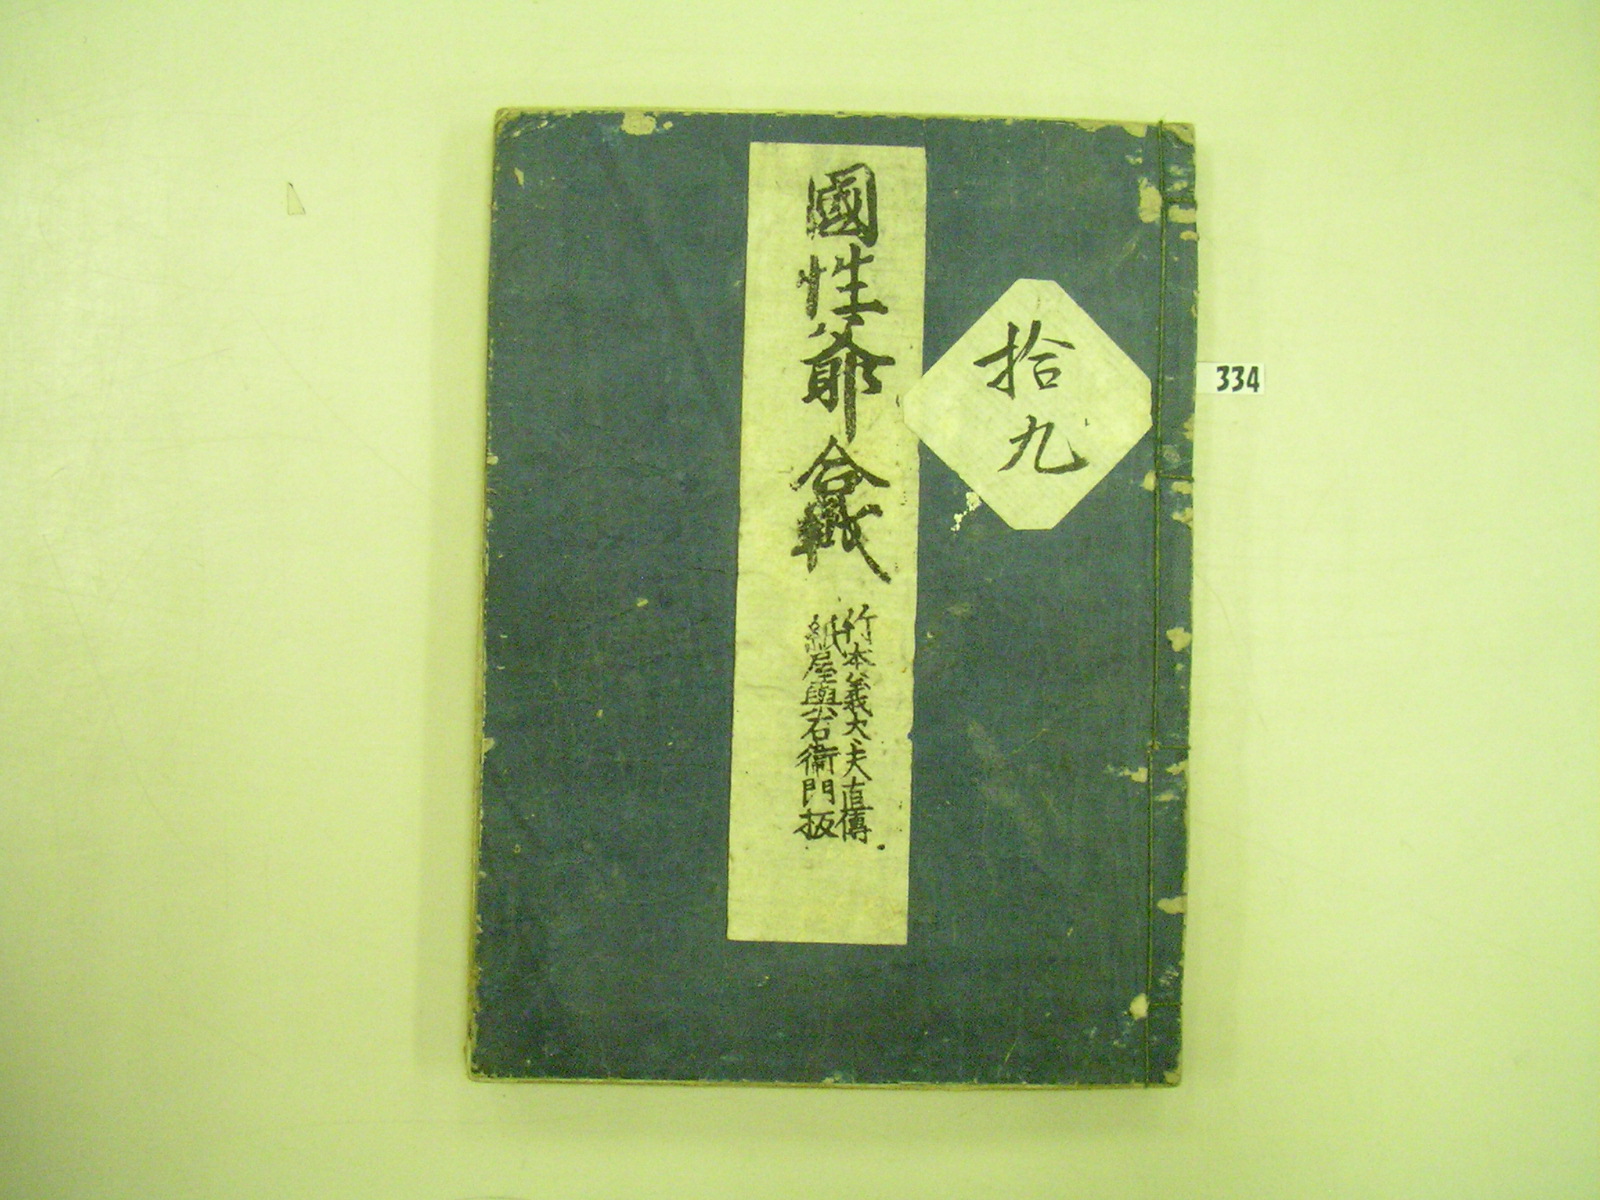 334
拾九
國性爺合戰
竹本義太夫直傳
紙屋與右衛門板